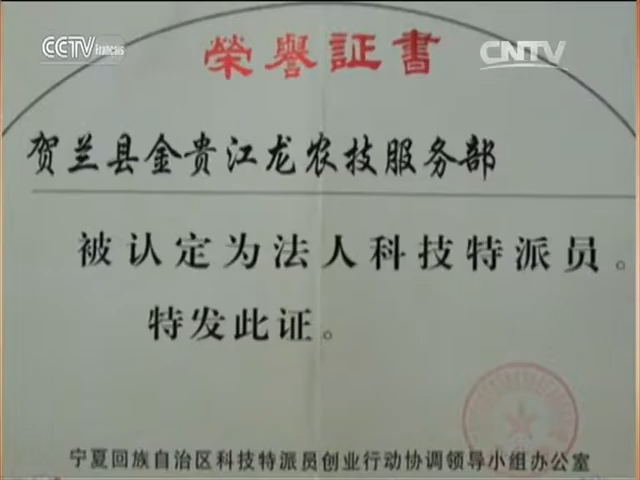 CCTV Français
CNTV
榮譽証書
贺兰县金贵江龙农技服务部
被认定为法人科技特派员。
特发此证。
宁夏回族自治区科技特派员创业行动协调领导小组办公室